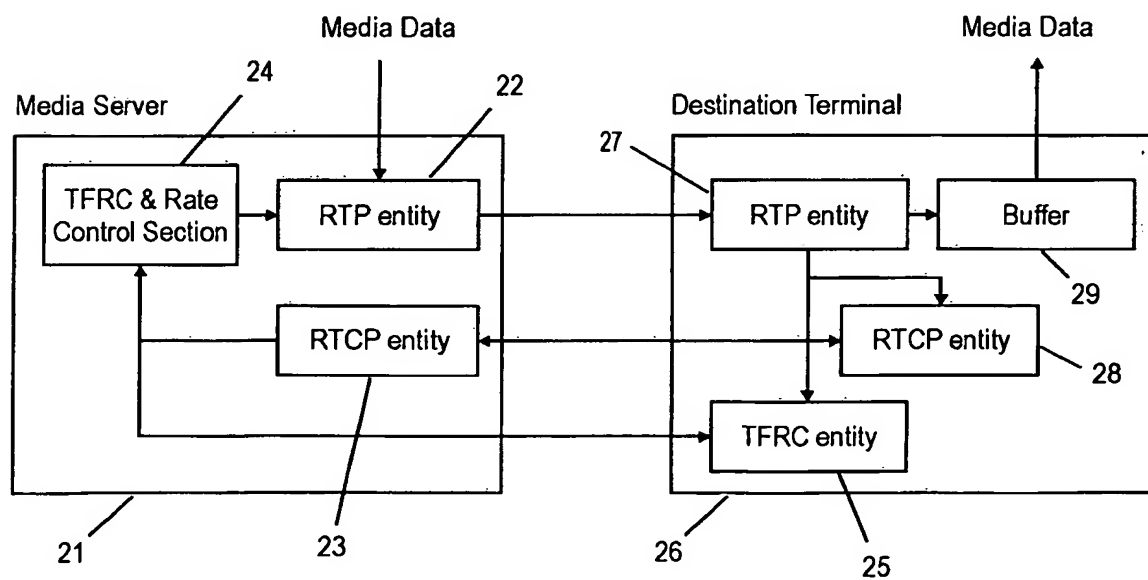 Media Data
Media Data
24
22
Media Server
Destination Terminal
27
TFRC & Rate
Control Section
RTP entity
RTP entity
Buffer
29
RTCP entity
RTCP entity
28
TFRC entity
21
23
26
25